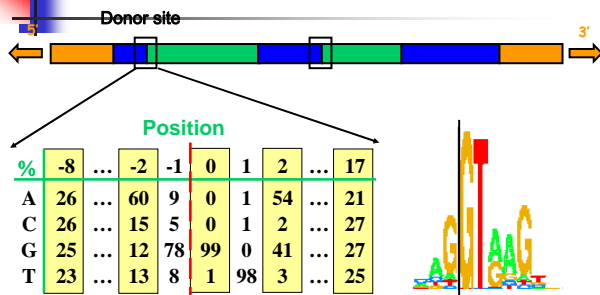 Donor site
5' 3'
Position
% -8 … -2 -1 0 1 2 … 17
A 26 … 60 9 0 1 54 … 21
C 26 … 15 5 0 1 2 … 27
G 25 … 12 78 99 0 41 … 27
T 23 … 13 8 1 98 3 … 25
AGGTAAG